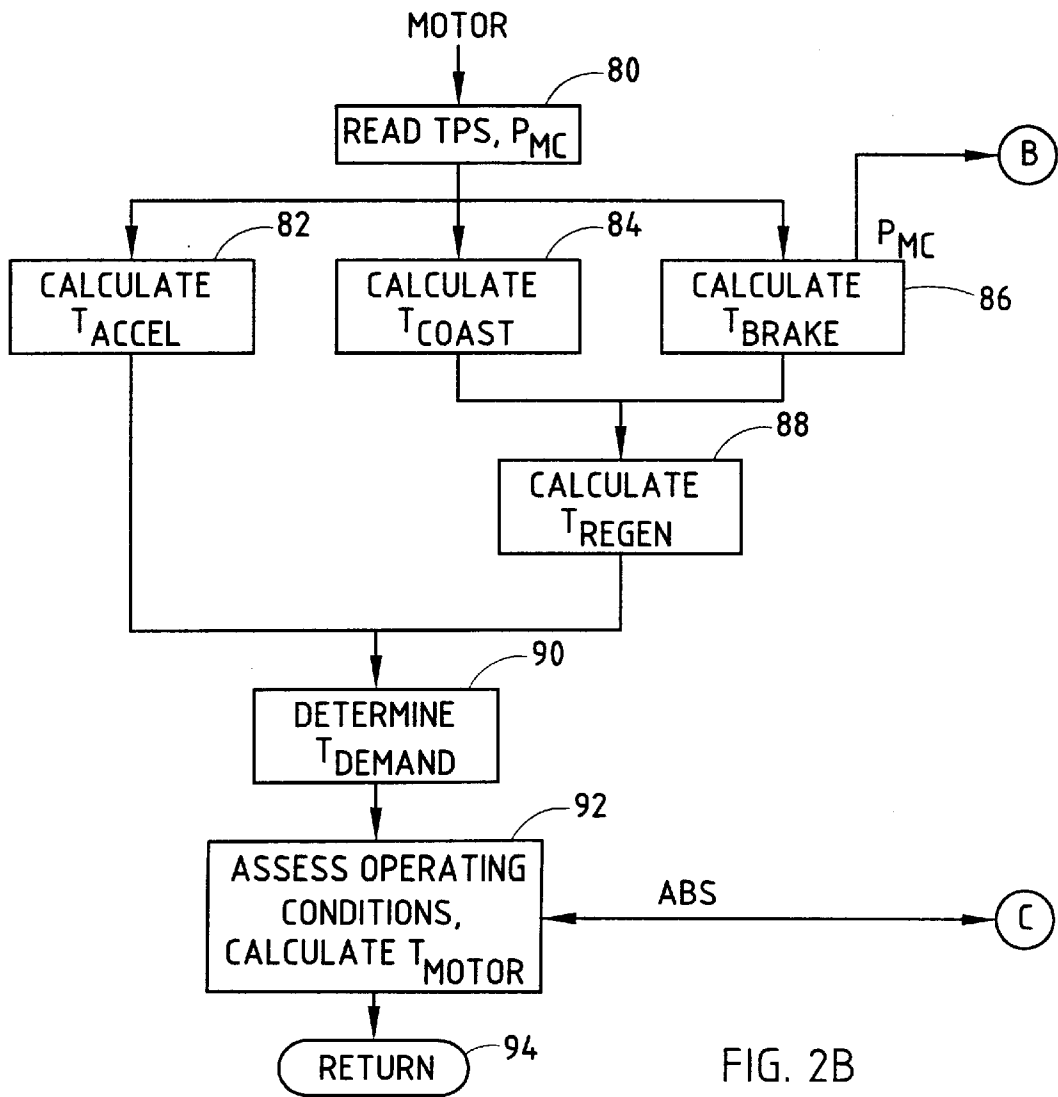 MOTOR
80
READ TPS, PMC
B
82
84
PMC
CALCULATE
TACCEL
CALCULATE
TCOAST
CALCULATE
TBRAKE
86
88
CALCULATE
TREGEN
90
DETERMINE
TDEMAND
92
ASSESS OPERATING
CONDITIONS,
CALCULATE TMOTOR
ABS
C
RETURN
94
FIG. 2B